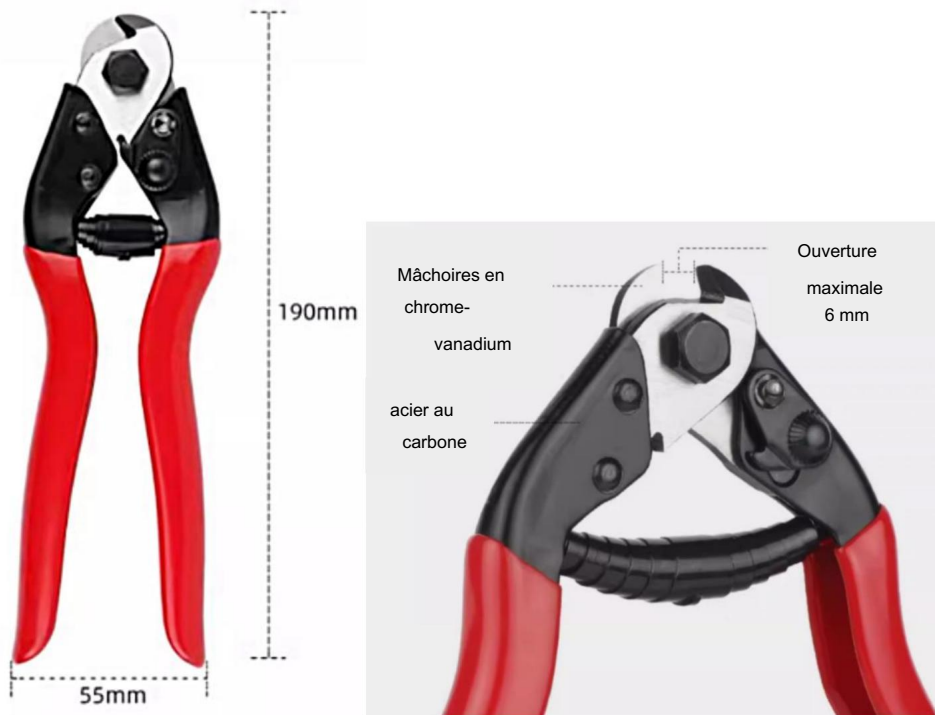 190mm
55mm
Mâchoires en
chrome-
vanadium
acier au
carbone
Ouverture
maximale
6 mm